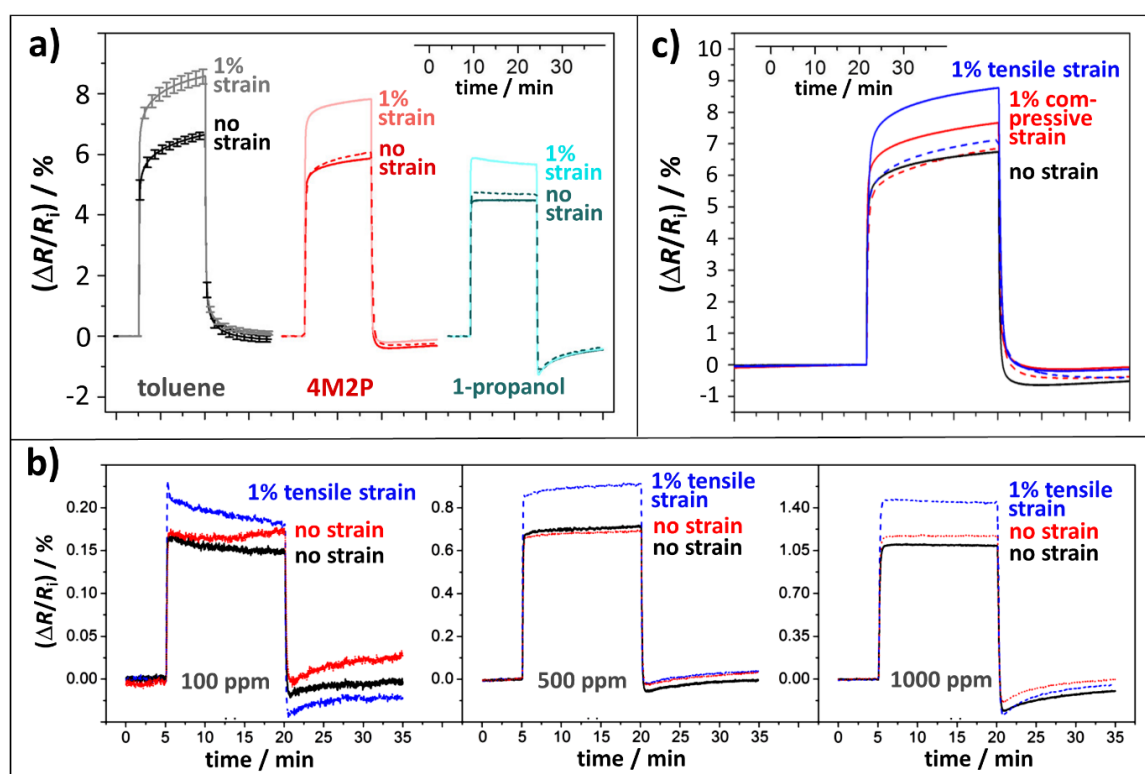 a)
(ΔR/Ri) / %
8
6
4
2
0
-2
1%
strain
no
strain
toluene
1%
strain
no
strain
4M2P
0 10 20 30
time / min
1%
strain
no
strain
1-propanol
c)
(ΔR/Ri) / %
10
9
8
7
6
5
4
3
2
1
0
-1
0 10 20 30
time / min
1% tensile strain
1% com-
pressive
strain
no strain
b)
(ΔR/Ri) / %
0.20
0.15
0.10
0.05
0.00
1% tensile strain
no strain
no strain
100 ppm
0 5 10 15 20 25 30 35
time / min
0.8
0.6
0.4
0.2
0.0
1% tensile
strain
no strain
no strain
500 ppm
0 5 10 15 20 25 30 35
time / min
1.40
1.05
0.70
0.35
0.00
1% tensile
strain
no strain
no strain
1000 ppm
0 5 10 15 20 25 30 35
time / min